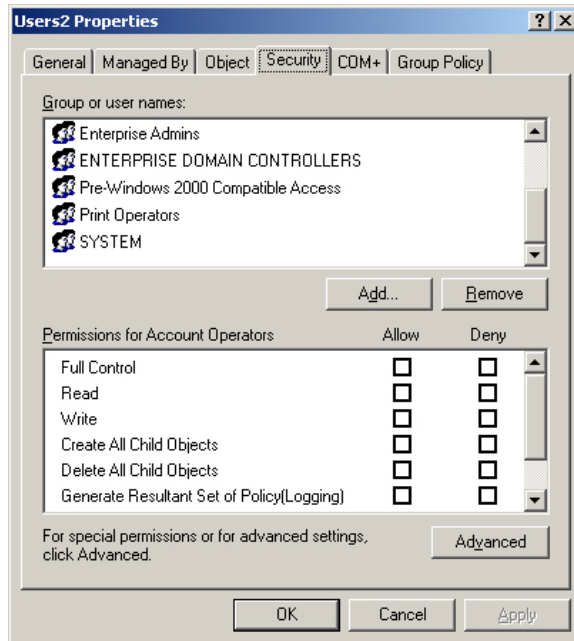 Users2 Properties
General Managed By Object Security COM+ Group Policy
Group or user names:
Enterprise Admins
ENTERPRISE DOMAIN CONTROLLERS
Pre-Windows 2000 Compatible Access
Print Operators
SYSTEM
Add... Remove
Permissions for Account Operators Allow Deny
Full Control
Read
Write
Create All Child Objects
Delete All Child Objects
Generate Resultant Set of Policy(Logging)
For special permissions or for advanced settings,
click Advanced.
Advanced
OK Cancel Apply